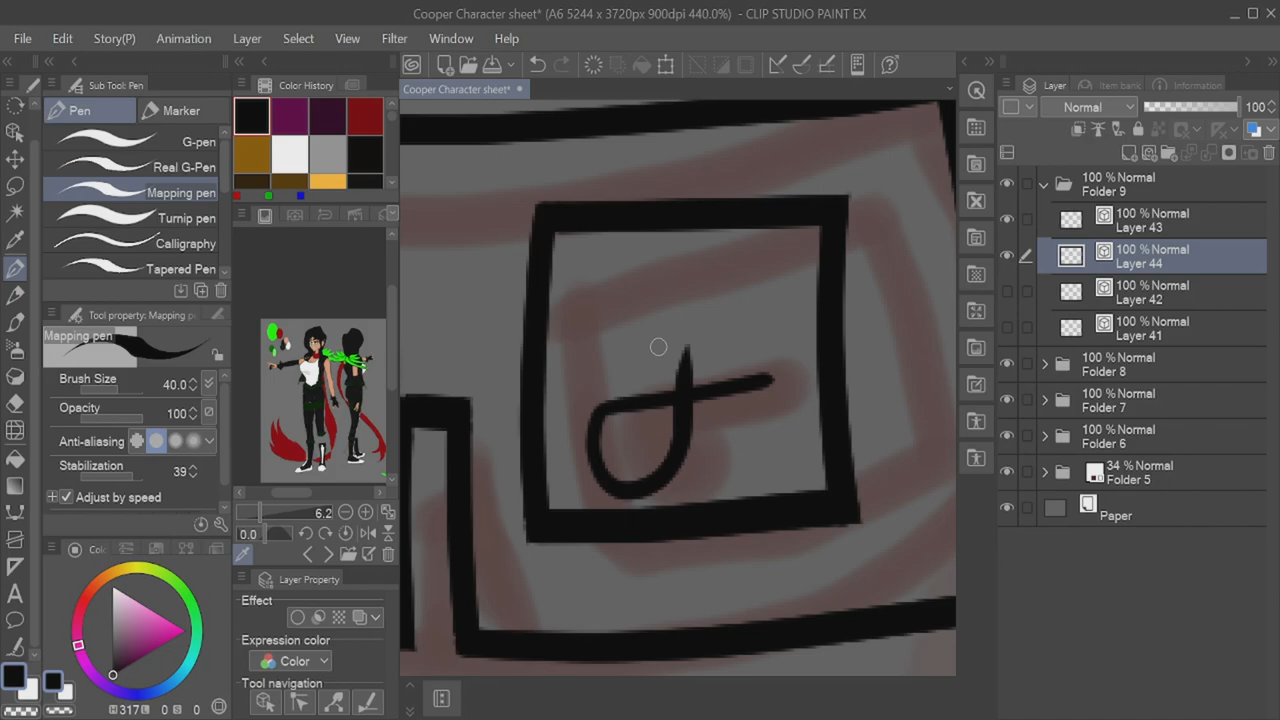 Cooper Character sheet* (A6 5244 x 3720px 900dpi 440.0%) - CLIP STUDIO PAINT EX
File Edit Story(P) Animation Layer Select View Filter Window Help
Sub Tool: Pen
Color History
Cooper Character sheet*
Layer
Item bank
Information
Pen
Marker
Normal
100
G-pen
Real G-Pen
Mapping pen
Turnip pen
Calligraphy
Tapered Pen
100 % Normal
Folder 9
100 % Normal
Layer 43
100 % Normal
Layer 44
100 % Normal
Layer 42
100 % Normal
Layer 41
100 % Normal
Folder 8
100 % Normal
Folder 7
100 % Normal
Folder 6
34 % Normal
Folder 5
Paper
Tool property: Mapping p
Mapping pen
Brush Size 40.0
Opacity 100
Anti-aliasing
Stabilization 39
Adjust by speed
6.2
0.0
Layer Property
Effect
Expression color
Color
Tool navigation
H 317 L 0 S 0
A